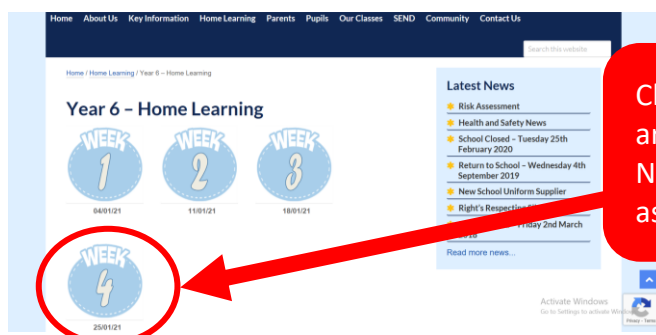 Home About Us Key Information Home Learning Parents Pupils Our Classes SEND Community Contact Us
Search this website
Home / Home Learning / Year 6 – Home Learning
Year 6 – Home Learning
WEEK
1
04/01/21
WEEK
2
11/01/21
WEEK
3
18/01/21
WEEK
4
25/01/21
Latest News
Risk Assessment
Health and Safety News
School Closed – Tuesday 25th
February 2020
Return to School – Wednesday 4th
September 2019
New School Uniform Supplier
Right's Respecting
Friday 2nd March
Read more news...
Activate Windows
Go to Settings to activate
Privacy - Terms